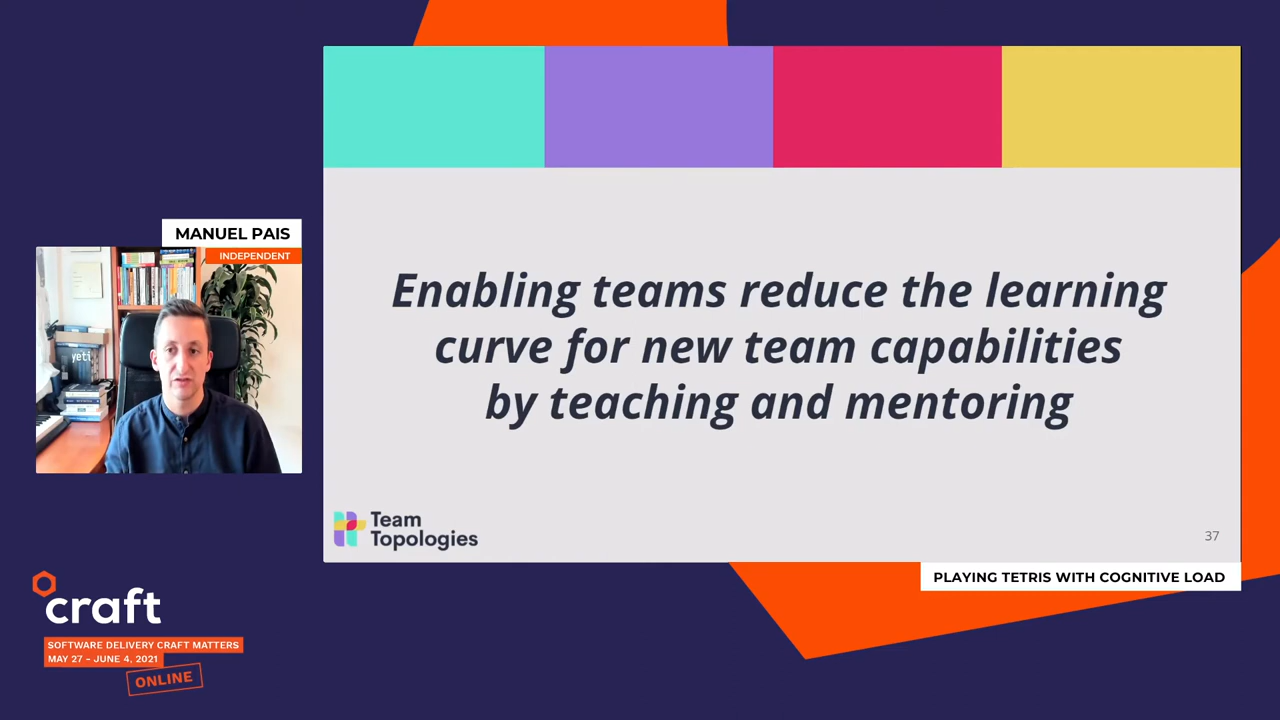 MANUEL PAIS
INDEPENDENT
yeti
Enabling teams reduce the learning
curve for new team capabilities
by teaching and mentoring
Team
Topologies
37
PLAYING TETRIS WITH COGNITIVE LOAD
craft
SOFTWARE DELIVERY CRAFT MATTERS
MAY 27 - JUNE 4, 2021
ONLINE